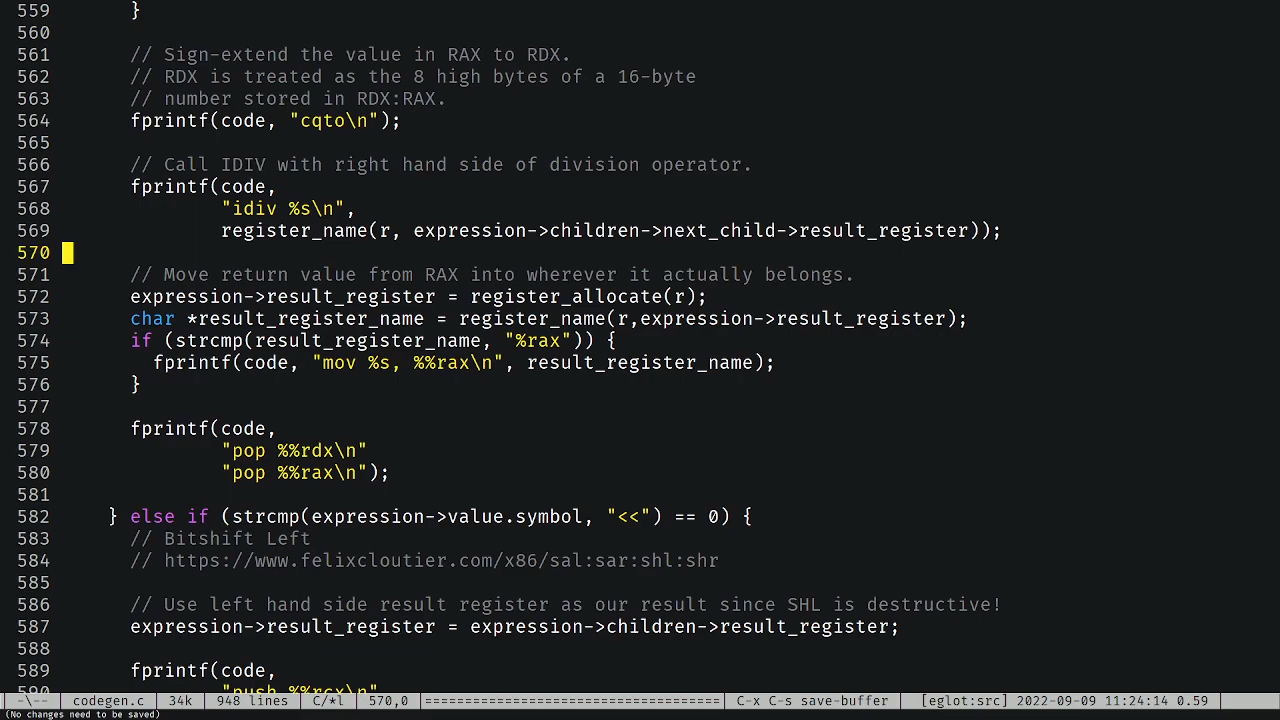 559       }
560
561       // Sign-extend the value in RAX to RDX.
562       // RDX is treated as the 8 high bytes of a 16-byte
563       // number stored in RDX:RAX.
564       fprintf(code, "cqto\n");
565
566       // Call IDIV with right hand side of division operator.
567       fprintf(code,
568               "idiv %s\n",
569               register_name(r, expression->children->next_child->result_register));
570
571       // Move return value from RAX into wherever it actually belongs.
572       expression->result_register = register_allocate(r);
573       char *result_register_name = register_name(r,expression->result_register);
574       if (strcmp(result_register_name, "%rax")) {
575         fprintf(code, "mov %s, %%rax\n", result_register_name);
576       }
577
578       fprintf(code,
579               "pop %%rdx\n"
580               "pop %%rax\n");
581
582     } else if (strcmp(expression->value.symbol, "<<") == 0) {
583       // Bitshift Left
584       // https://www.felixcloutier.com/x86/sal:sar:shl:shr
585
586       // Use left hand side result register as our result since SHL is destructive!
587       expression->result_register = expression->children->result_register;
588
589       fprintf(code,
590               "push %%rcx\n"
-\-- codegen.c 34k 948 lines C/*l 570,0 ====================================== C-x C-s save-buffer [eglot:src] 2022-09-09 11:24:14 0.59
(No changes need to be saved)